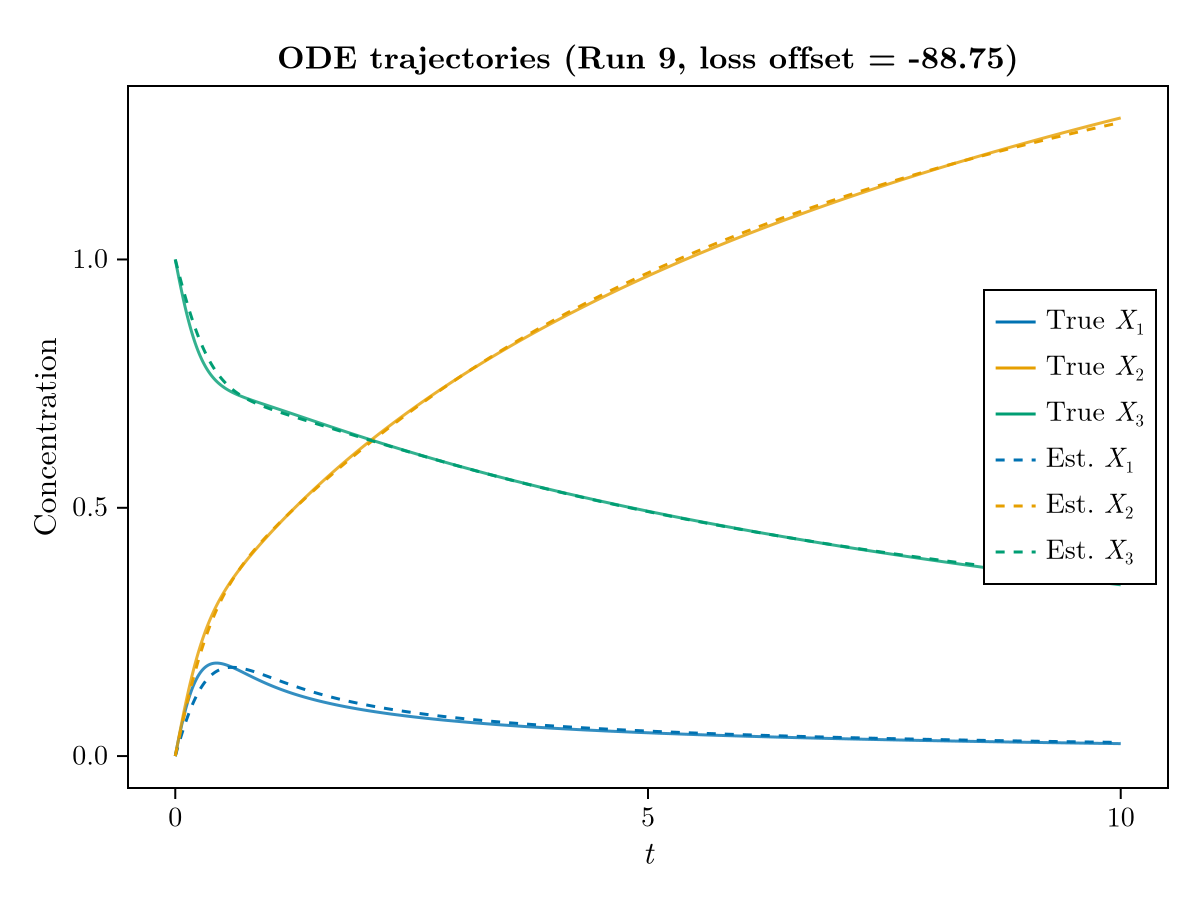 ODE trajectories (Run 9, loss offset = -88.75)
Concentration
1.0
0.5
0.0
True X₁
True X₂
True X₃
Est. X₁
Est. X₂
Est. X₃
0
5
10
t